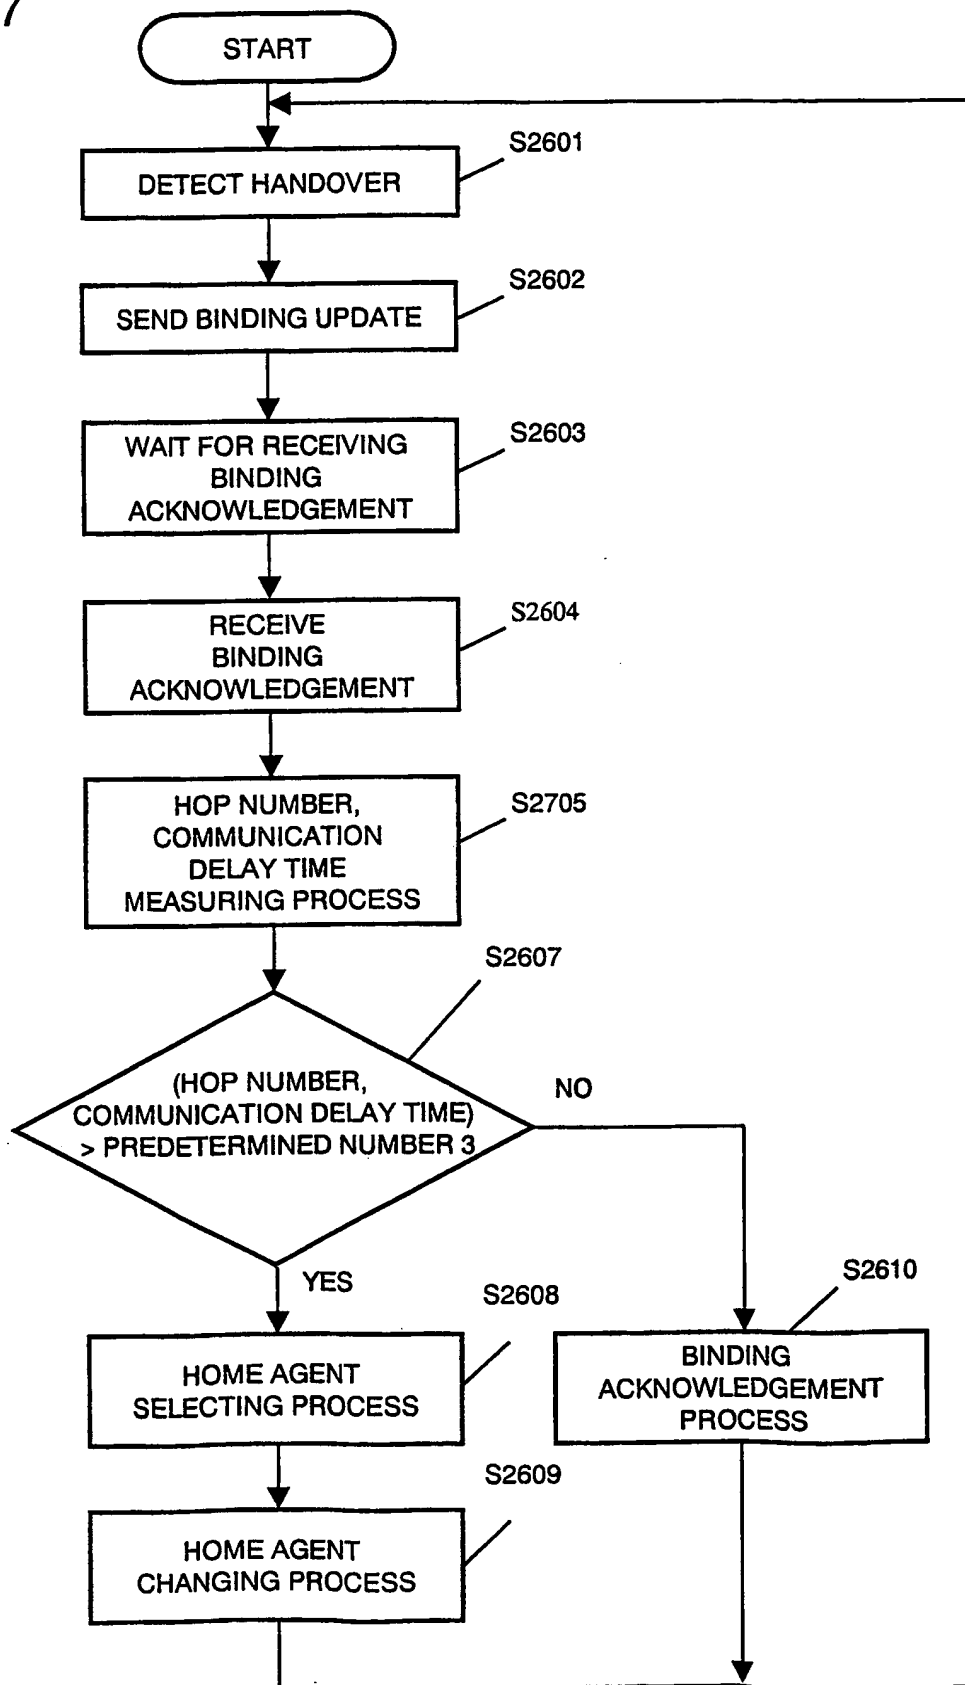 7
START
S2601
DETECT HANDOVER
S2602
SEND BINDING UPDATE
S2603
WAIT FOR RECEIVING
BINDING
ACKNOWLEDGEMENT
S2604
RECEIVE
BINDING
ACKNOWLEDGEMENT
S2705
HOP NUMBER,
COMMUNICATION
DELAY TIME
MEASURING PROCESS
S2607
(HOP NUMBER,
COMMUNICATION DELAY TIME)
> PREDETERMINED NUMBER 3
NO
YES
S2608
HOME AGENT
SELECTING PROCESS
S2610
BINDING
ACKNOWLEDGEMENT
PROCESS
S2609
HOME AGENT
CHANGING PROCESS